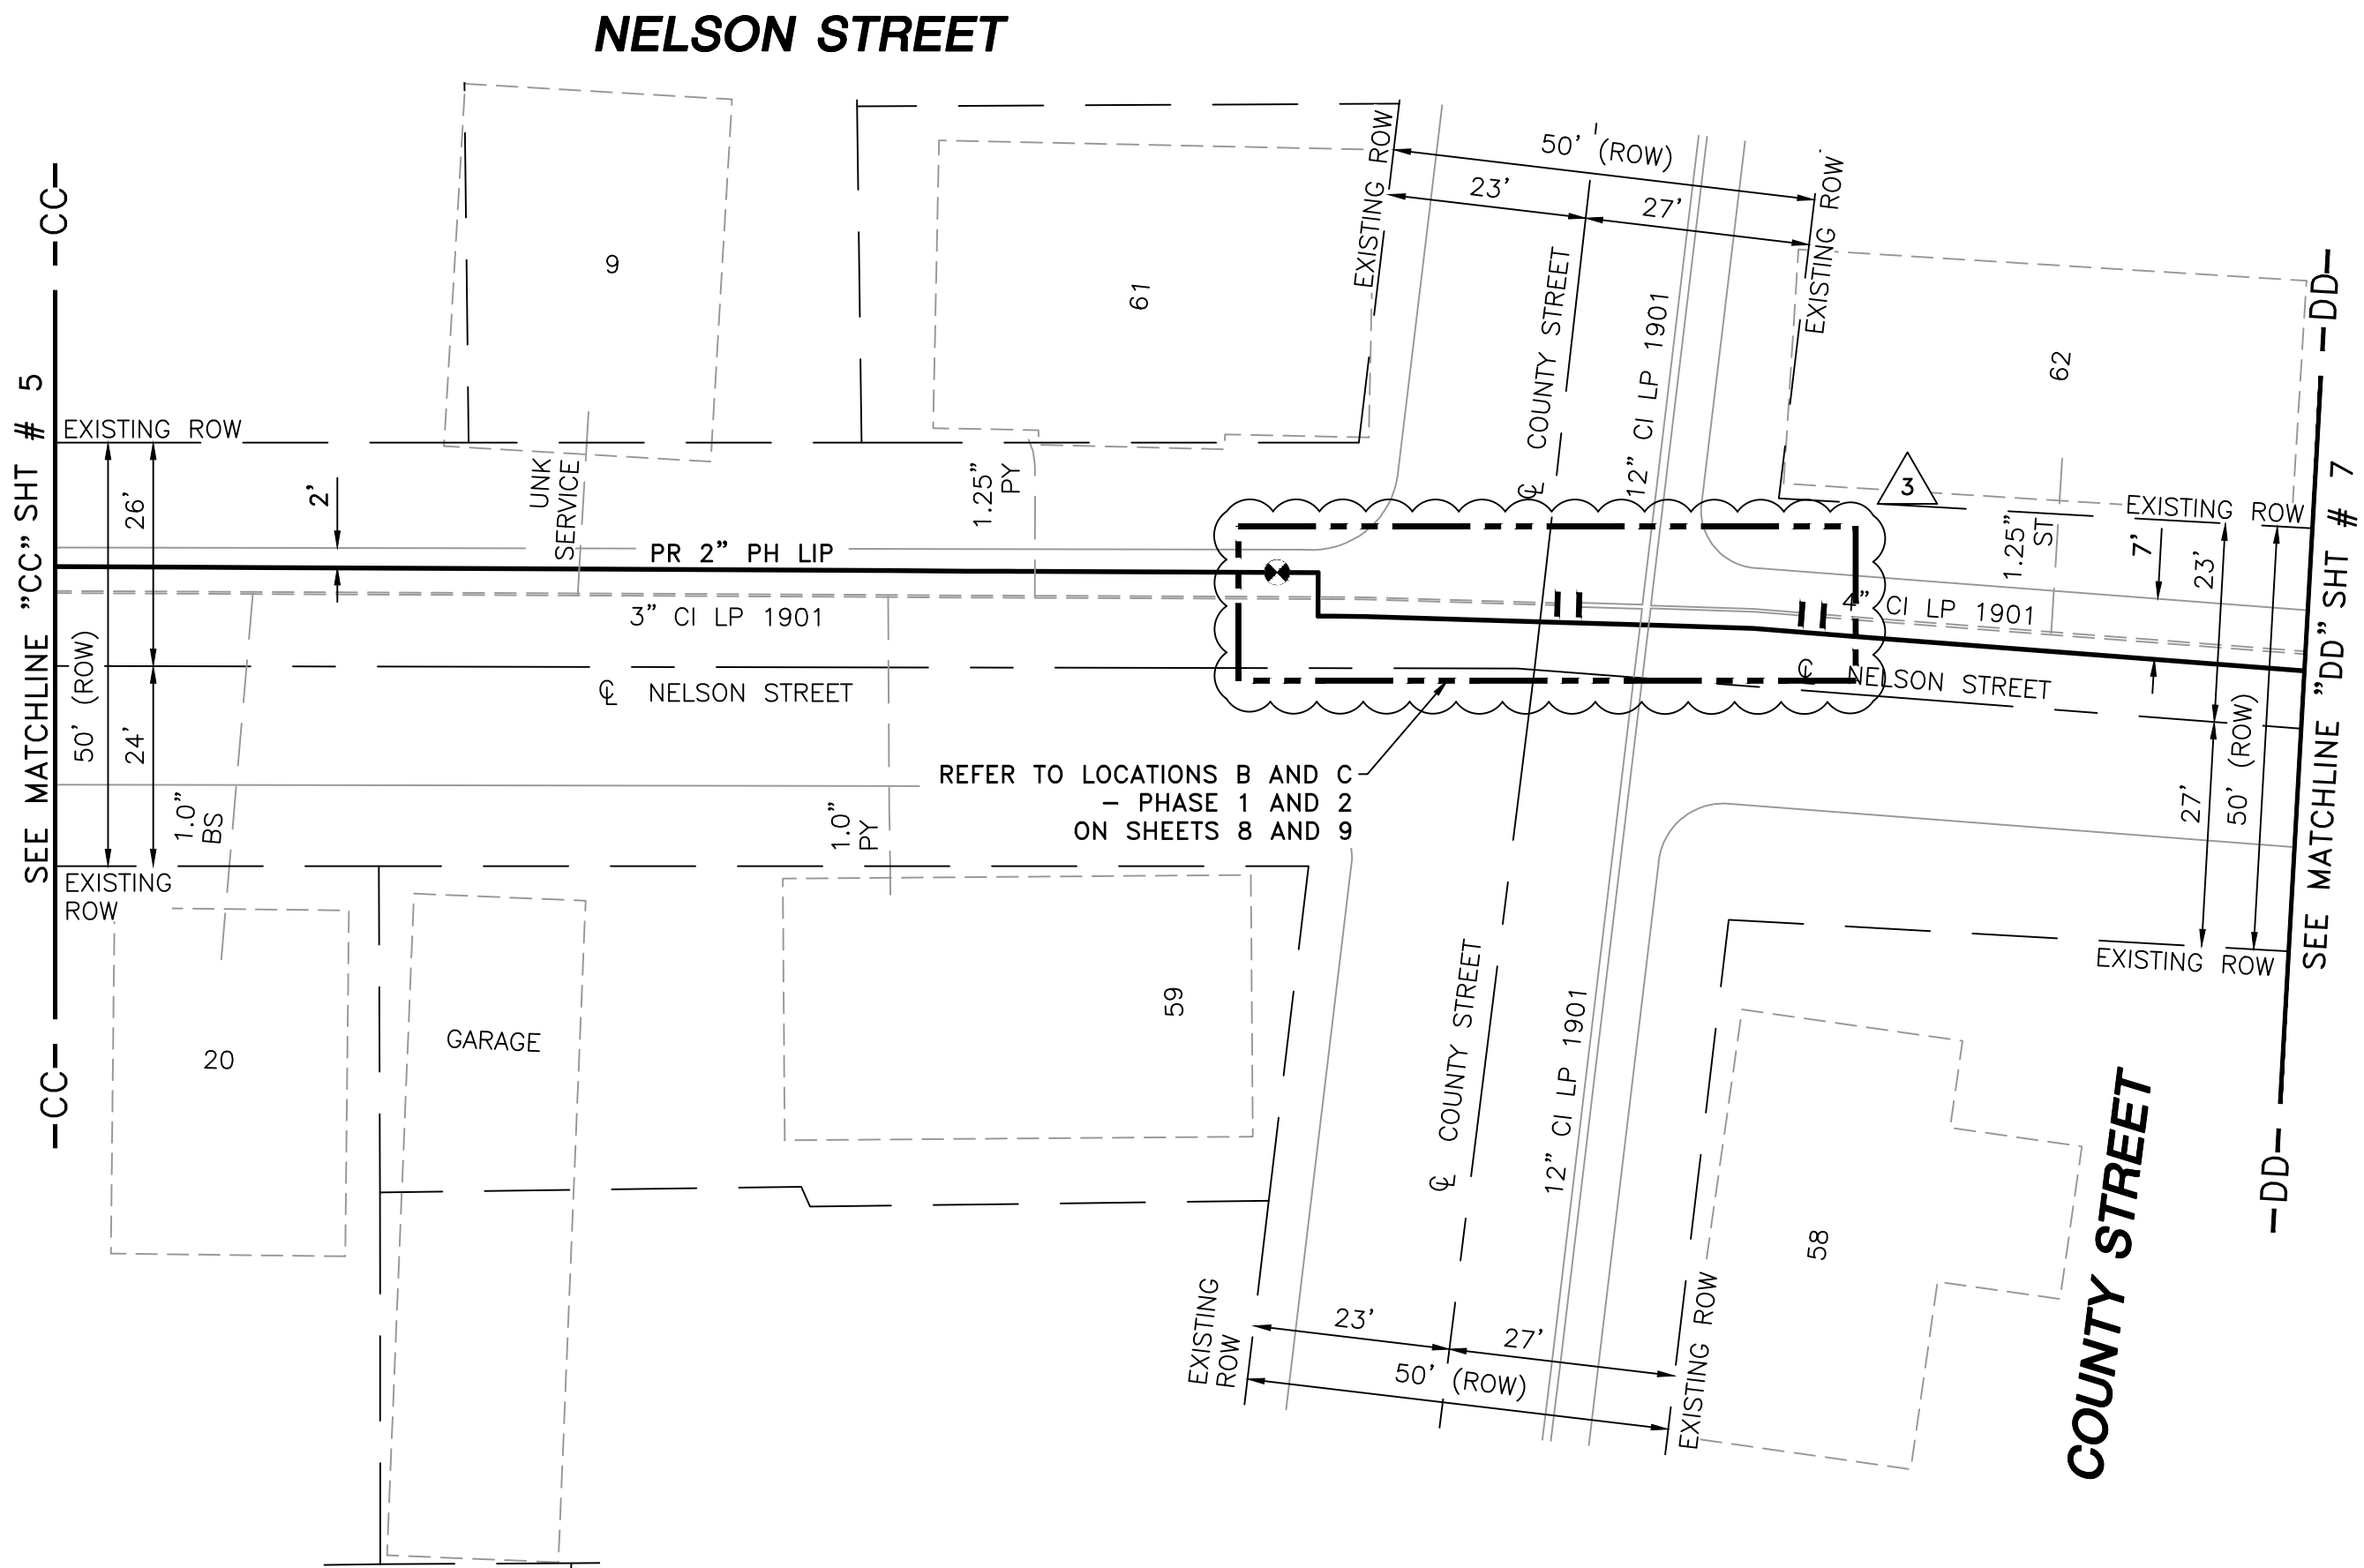 NELSON STREET
-CC-
-DD-
SEE MATCHLINE "CC" SHT # 5
SEE MATCHLINE "DD" SHT # 7
9
61
62
50' (ROW)
23'
27'
EXISTING ROW
EXISTING ROW
℄ COUNTY STREET
12" CI LP 1901
EXISTING ROW
26'
2'
UNK
SERVICE
1.25"
PY
3
EXISTING ROW
1.25"
ST
7'
23'
PR 2" PH LIP
3" CI LP 1901
4" CI LP 1901
50' (ROW)
24'
℄ NELSON STREET
℄ NELSON STREET
REFER TO LOCATIONS B AND C
- PHASE 1 AND 2
ON SHEETS 8 AND 9
1.0"
BS
1.0"
PY
27'
50' (ROW)
EXISTING
ROW
EXISTING ROW
20
GARAGE
59
58
℄ COUNTY STREET
12" CI LP 1901
EXISTING
ROW
EXISTING ROW
23'
27'
50' (ROW)
COUNTY STREET
-CC-
-DD-